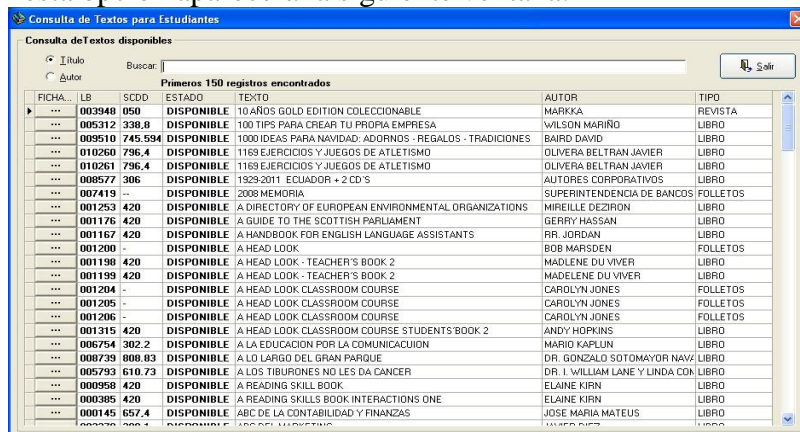 Consulta de Textos para Estudiantes
Consulta deTextos disponibles
Título
Autor
Buscar:
Salir
Primeros 150 registros encontrados
FICHA... LB SCDD ESTADO TEXTO AUTOR TIPO
... 003948 050 DISPONIBLE 10 AÑOS GOLD EDITION COLECCIONABLE MARKKA REVISTA
... 005312 338,8 DISPONIBLE 100 TIPS PARA CREAR TU PROPIA EMPRESA WILSON MARIÑO LIBRO
... 009510 745.594 DISPONIBLE 1000 IDEAS PARA NAVIDAD: ADORNOS - REGALOS - TRADICIONES BAIRD DAVID LIBRO
... 010260 796,4 DISPONIBLE 1169 EJERCICIOS Y JUEGOS DE ATLETISMO OLIVERA BELTRAN JAVIER LIBRO
... 010261 796,4 DISPONIBLE 1169 EJERCICIOS Y JUEGOS DE ATLETISMO OLIVERA BELTRAN JAVIER LIBRO
... 008577 306 DISPONIBLE 1929-2011 ECUADOR + 2 CD'S AUTORES CORPORATIVOS LIBRO
... 007419 -- DISPONIBLE 2008 MEMORIA SUPERINTENDENCIA DE BANCOS FOLLETOS
... 001253 420 DISPONIBLE A DIRECTORY OF EUROPEAN ENVIRONMENTAL ORGANIZATIONS MIREILLE DEZIRON LIBRO
... 001176 420 DISPONIBLE A GUIDE TO THE SCOTTISH PARLIAMENT GERRY HASSAN LIBRO
... 001167 420 DISPONIBLE A HANDBOOK FOR ENGLISH LANGUAGE ASSISTANTS RR. JORDAN LIBRO
... 001200 - DISPONIBLE A HEAD LOOK BOB MARSDEN FOLLETOS
... 001198 420 DISPONIBLE A HEAD LOOK - TEACHER'S BOOK 2 MADLENE DU VIVER LIBRO
... 001199 420 DISPONIBLE A HEAD LOOK - TEACHER'S BOOK 2 MADELENE DU VIVER LIBRO
... 001204 - DISPONIBLE A HEAD LOOK CLASSROOM COURSE CAROLYN JONES FOLLETOS
... 001205 - DISPONIBLE A HEAD LOOK CLASSROOM COURSE CAROLYN JONES FOLLETOS
... 001206 - DISPONIBLE A HEAD LOOK CLASSROOM COURSE CAROLYN JONES FOLLETOS
... 001315 420 DISPONIBLE A HEAD LOOK CLASSROOM COURSE STUDENTS'BOOK 2 ANDY HOPKINS LIBRO
... 006754 302.2 DISPONIBLE A LA EDUCACION POR LA COMUNICACUION MARIO KAPLUN LIBRO
... 008739 808.83 DISPONIBLE A LO LARGO DEL GRAN PARQUE DR. GONZALO SOTOMAYOR NAVA LIBRO
... 005793 610.73 DISPONIBLE A LOS TIBURONES NO LES DA CANCER DR. I. WILLIAM LANE Y LINDA CON LIBRO
... 000958 420 DISPONIBLE A READING SKILL BOOK ELAINE KIRN LIBRO
... 000385 420 DISPONIBLE A READING SKILLS BOOK INTERACTIONS ONE ELAINE KIRN LIBRO
... 000145 657,4 DISPONIBLE ABC DE LA CONTABILIDAD Y FINANZAS JOSE MARIA MATEUS LIBRO